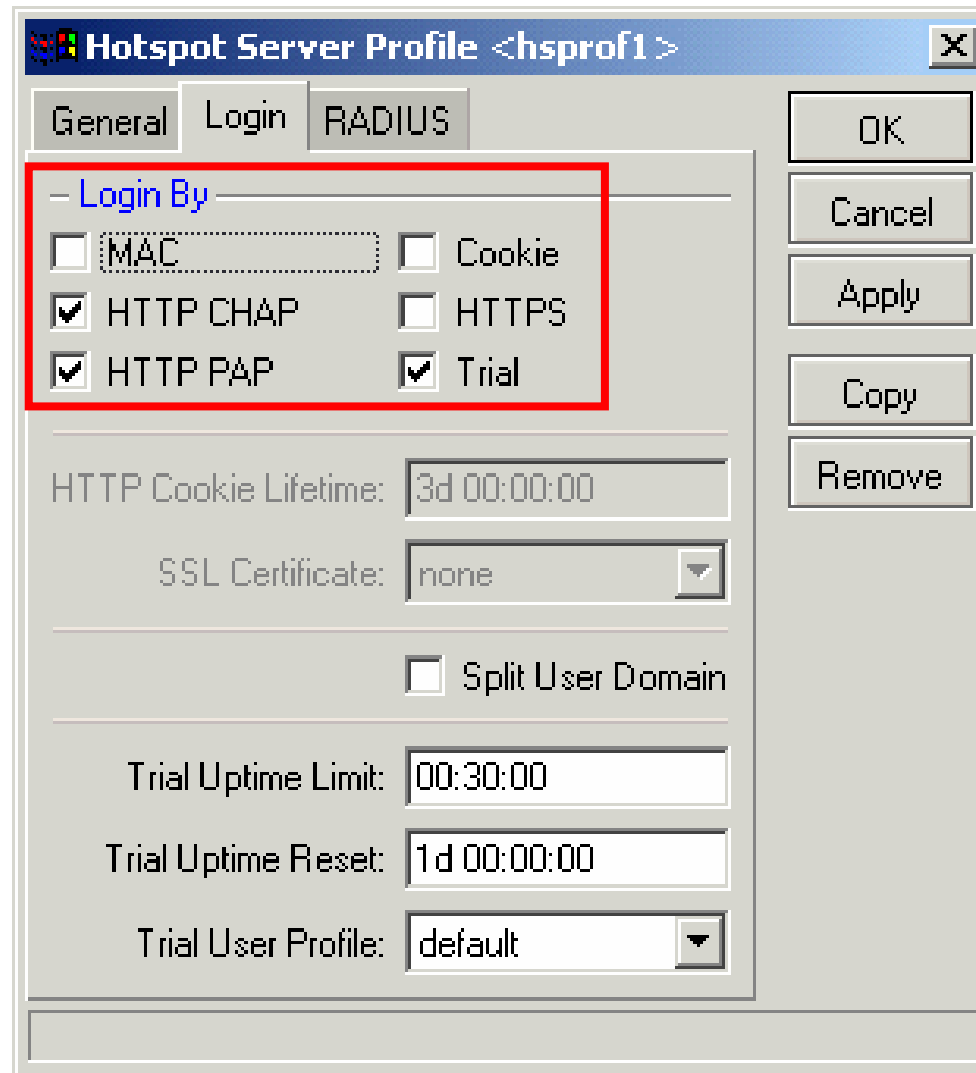 Hotspot Server Profile <hsprof1>
General Login RADIUS
OK
Cancel
Apply
Copy
Remove
Login By
MAC Cookie
HTTP CHAP HTTPS
HTTP PAP Trial
HTTP Cookie Lifetime: 3d 00:00:00
SSL Certificate: none
Split User Domain
Trial Uptime Limit: 00:30:00
Trial Uptime Reset: 1d 00:00:00
Trial User Profile: default